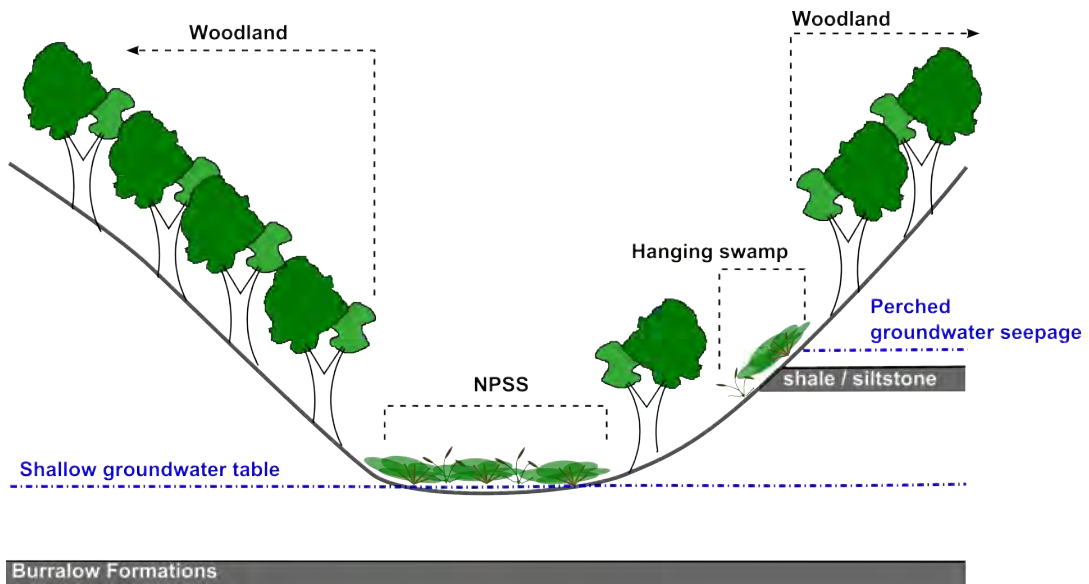 Woodland
Woodland
Hanging swamp
Perched
groundwater seepage
shale / siltstone
NPSS
Shallow groundwater table
Burralow Formations